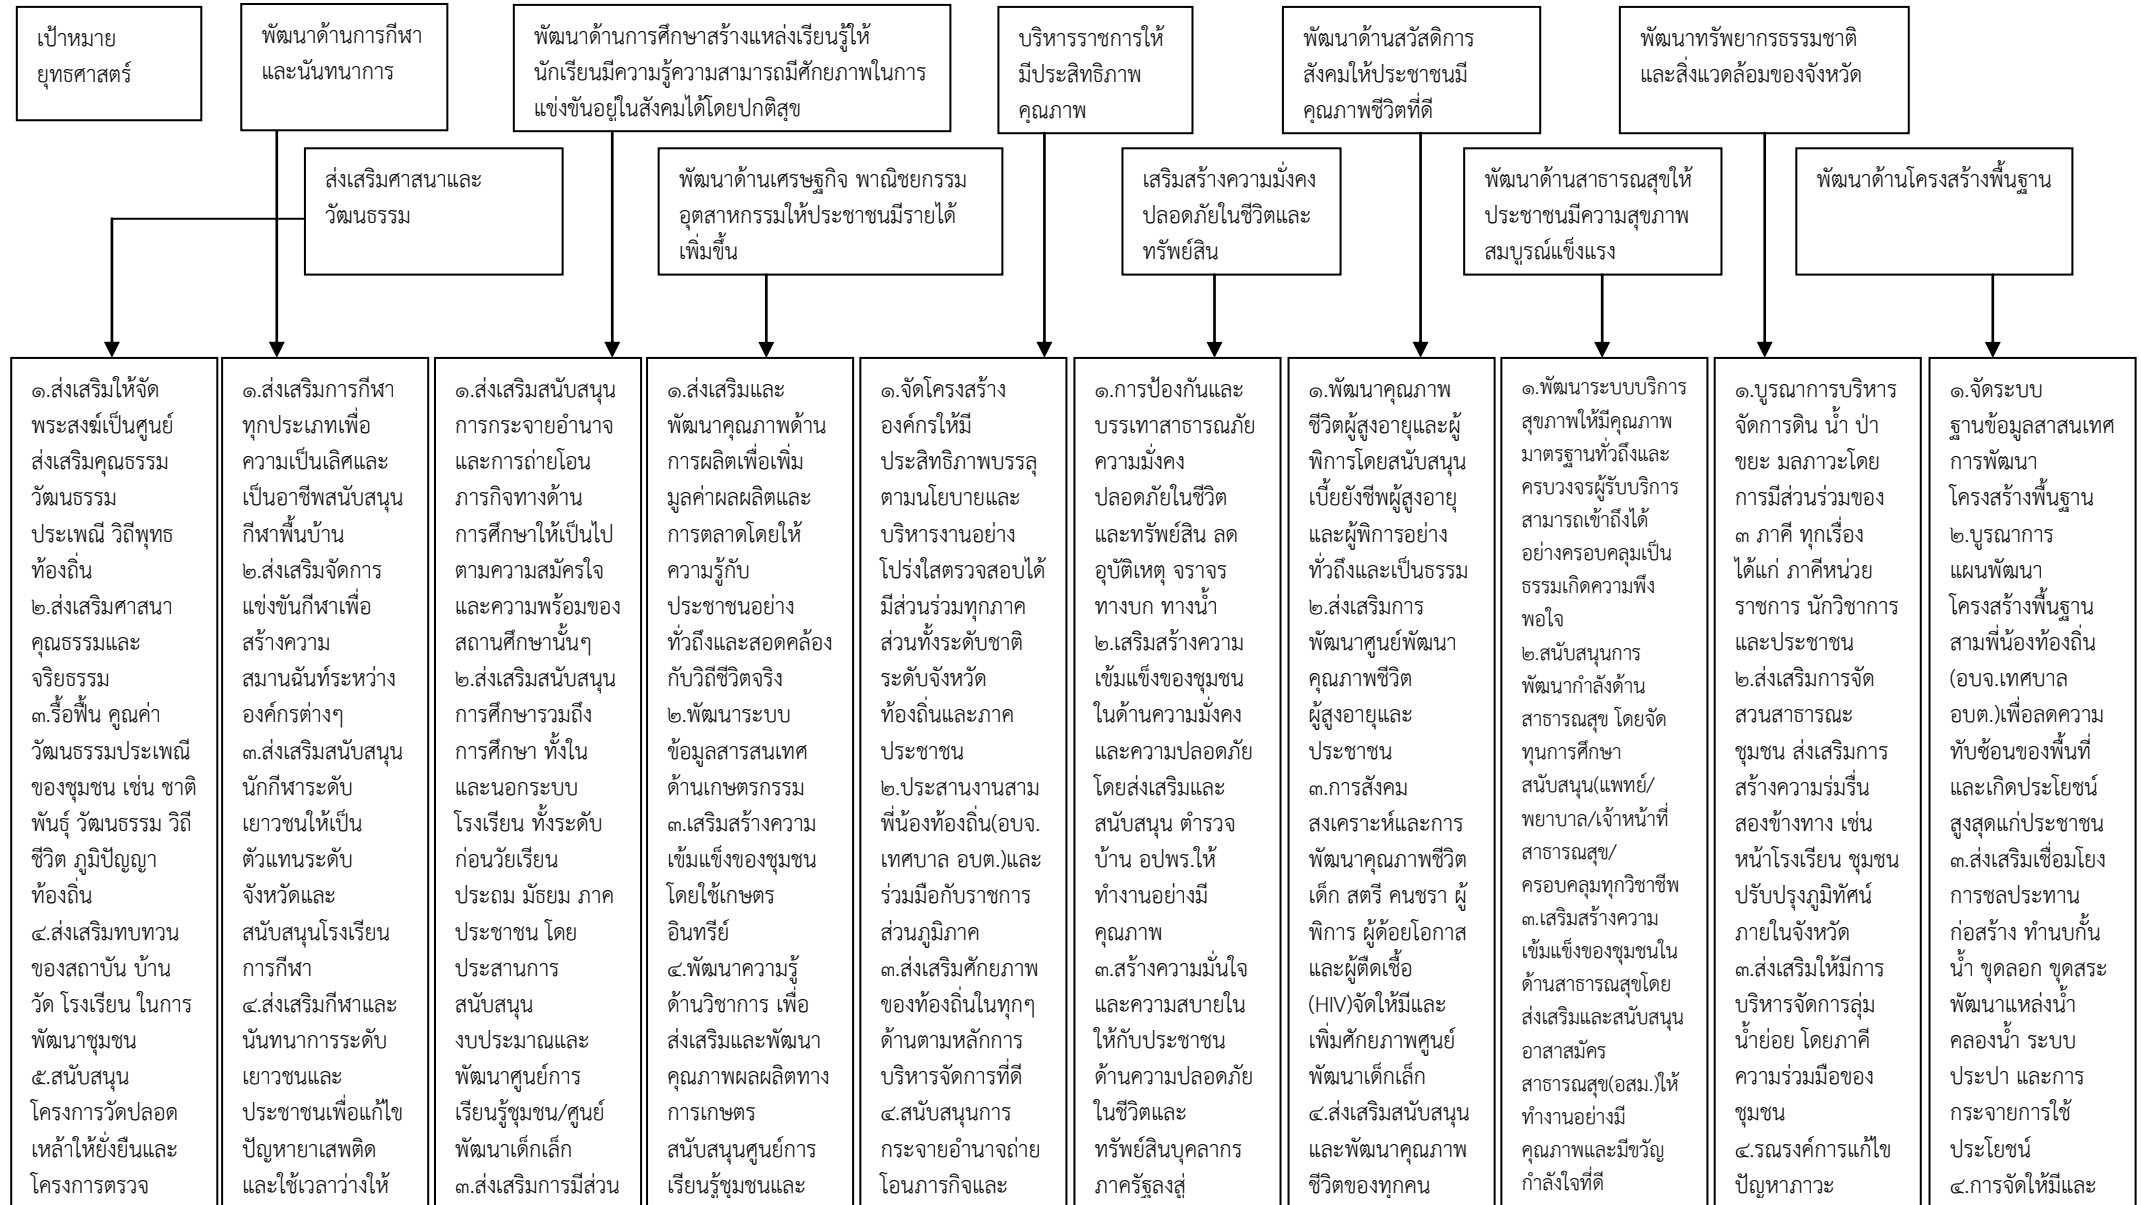 เป้าหมาย
ยุทธศาสตร์
พัฒนาด้านการกีฬา
และนันทนาการ
พัฒนาด้านการศึกษาสร้างแหล่งเรียนรู้ให้
นักเรียนมีความรู้ความสามารถมีศักยภาพในการ
แข่งขันอยู่ในสังคมได้โดยปกติสุข
บริหารราชการให้
มีประสิทธิภาพ
คุณภาพ
พัฒนาด้านสวัสดิการ
สังคมให้ประชาชนมี
คุณภาพชีวิตที่ดี
พัฒนาทรัพยากรธรรมชาติ
และสิ่งแวดล้อมของจังหวัด
ส่งเสริมศาสนาและ
วัฒนธรรม
พัฒนาด้านเศรษฐกิจ พาณิชยกรรม
อุตสาหกรรมให้ประชาชนมีรายได้
เพิ่มขึ้น
เสริมสร้างความมั่งคง
ปลอดภัยในชีวิตและ
ทรัพย์สิน
พัฒนาด้านสาธารณสุขให้
ประชาชนมีความสุขภาพ
สมบูรณ์แข็งแรง
พัฒนาด้านโครงสร้างพื้นฐาน
๑.ส่งเสริมให้จัด
พระสงฆ์เป็นศูนย์
ส่งเสริมคุณธรรม
วัฒนธรรม
ประเพณี วิถีพุทธ
ท้องถิ่น
๒.ส่งเสริมศาสนา
คุณธรรมและ
จริยธรรม
๓.รื้อฟื้น คูณค่า
วัฒนธรรมประเพณี
ของชุมชน เช่น ชาติ
พันธุ์ วัฒนธรรม วิถี
ชีวิต ภูมิปัญญา
ท้องถิ่น
๔.ส่งเสริมทบทวน
ของสถาบัน บ้าน
วัด โรงเรียน ในการ
พัฒนาชุมชน
๕.สนับสนุน
โครงการวัดปลอด
เหล้าให้ยั่งยืนและ
โครงการตรวจ
๑.ส่งเสริมการกีฬา
ทุกประเภทเพื่อ
ความเป็นเลิศและ
เป็นอาชีพสนับสนุน
กีฬาพื้นบ้าน
๒.ส่งเสริมจัดการ
แข่งขันกีฬาเพื่อ
สร้างความ
สมานฉันท์ระหว่าง
องค์กรต่างๆ
๓.ส่งเสริมสนับสนุน
นักกีฬาระดับ
เยาวชนให้เป็น
ตัวแทนระดับ
จังหวัดและ
สนับสนุนโรงเรียน
การกีฬา
๔.ส่งเสริมกีฬาและ
นันทนาการระดับ
เยาวชนและ
ประชาชนเพื่อแก้ไข
ปัญหายาเสพติด
และใช้เวลาว่างให้
๑.ส่งเสริมสนับสนุน
การกระจายอำนาจ
และการถ่ายโอน
ภารกิจทางด้าน
การศึกษาให้เป็นไป
ตามความสมัครใจ
และความพร้อมของ
สถานศึกษานั้นๆ
๒.ส่งเสริมสนับสนุน
การศึกษารวมถึง
การศึกษา ทั้งใน
และนอกระบบ
โรงเรียน ทั้งระดับ
ก่อนวัยเรียน
ประถม มัธยม ภาค
ประชาชน โดย
ประสานการ
สนับสนุน
งบประมาณและ
พัฒนาศูนย์การ
เรียนรู้ชุมชน/ศูนย์
พัฒนาเด็กเล็ก
๓.ส่งเสริมการมีส่วน
๑.ส่งเสริมและ
พัฒนาคุณภาพด้าน
การผลิตเพื่อเพิ่ม
มูลค่าผลผลิตและ
การตลาดโดยให้
ความรู้กับ
ประชาชนอย่าง
ทั่วถึงและสอดคล้อง
กับวิถีชีวิตจริง
๒.พัฒนาระบบ
ข้อมูลสารสนเทศ
ด้านเกษตรกรรม
๓.เสริมสร้างความ
เข้มแข็งของชุมชน
โดยใช้เกษตร
อินทรีย์
๔.พัฒนาความรู้
ด้านวิชาการ เพื่อ
ส่งเสริมและพัฒนา
คุณภาพผลผลิตทาง
การเกษตร
สนับสนุนศูนย์การ
เรียนรู้ชุมชนและ
๑.จัดโครงสร้าง
องค์กรให้มี
ประสิทธิภาพบรรลุ
ตามนโยบายและ
บริหารงานอย่าง
โปร่งใสตรวจสอบได้
มีส่วนร่วมทุกภาค
ส่วนทั้งระดับชาติ
ระดับจังหวัด
ท้องถิ่นและภาค
ประชาชน
๒.ประสานงานสาม
พี่น้องท้องถิ่น(อบจ.
เทศบาล อบต.)และ
ร่วมมือกับราชการ
ส่วนภูมิภาค
๓.ส่งเสริมศักยภาพ
ของท้องถิ่นในทุกๆ
ด้านตามหลักการ
บริหารจัดการที่ดี
๔.สนับสนุนการ
กระจายอำนาจถ่าย
โอนภารกิจและ
๑.การป้องกันและ
บรรเทาสาธารณภัย
ความมั่งคง
ปลอดภัยในชีวิต
และทรัพย์สิน ลด
อุบัติเหตุ จราจร
ทางบก ทางน้ำ
๒.เสริมสร้างความ
เข้มแข็งของชุมชน
ในด้านความมั่งคง
และความปลอดภัย
โดยส่งเสริมและ
สนับสนุน ตำรวจ
บ้าน อปพร.ให้
ทำงานอย่างมี
คุณภาพ
๓.สร้างความมั่นใจ
และความสบายใน
ให้กับประชาชน
ด้านความปลอดภัย
ในชีวิตและ
ทรัพย์สินบุคลากร
ภาครัฐลงสู่
๑.พัฒนาคุณภาพ
ชีวิตผู้สูงอายุและผู้
พิการโดยสนับสนุน
เบี้ยยังชีพผู้สูงอายุ
และผู้พิการอย่าง
ทั่วถึงและเป็นธรรม
๒.ส่งเสริมการ
พัฒนาศูนย์พัฒนา
คุณภาพชีวิต
ผู้สูงอายุและ
ประชาชน
๓.การสังคม
สงเคราะห์และการ
พัฒนาคุณภาพชีวิต
เด็ก สตรี คนชรา ผู้
พิการ ผู้ด้อยโอกาส
และผู้ตืดเชื้อ
(HIV)จัดให้มีและ
เพิ่มศักยภาพศูนย์
พัฒนาเด็กเล็ก
๔.ส่งเสริมสนับสนุน
และพัฒนาคุณภาพ
ชีวิตของทุกคน
๑.พัฒนาระบบบริการ
สุขภาพให้มีคุณภาพ
มาตรฐานทั่วถึงและ
ครบวงจรผู้รับบริการ
สามารถเข้าถึงได้
อย่างครอบคลุมเป็น
ธรรมเกิดความพึง
พอใจ
๒.สนับสนุนการ
พัฒนากำลังด้าน
สาธารณสุข โดยจัด
ทุนการศึกษา
สนับสนุน(แพทย์/
พยาบาล/เจ้าหน้าที่
สาธารณสุข/
ครอบคลุมทุกวิชาชีพ
๓.เสริมสร้างความ
เข้มแข็งของชุมชนใน
ด้านสาธารณสุขโดย
ส่งเสริมและสนับสนุน
อาสาสมัคร
สาธารณสุข(อสม.)ให้
ทำงานอย่างมี
คุณภาพและมีขวัญ
กำลังใจที่ดี
๑.บูรณาการบริหาร
จัดการดิน น้ำ ป่า
ขยะ มลภาวะโดย
การมีส่วนร่วมของ
๓ ภาคี ทุกเรื่อง
ได้แก่ ภาคีหน่วย
ราชการ นักวิชาการ
และประชาชน
๒.ส่งเสริมการจัด
สวนสาธารณะ
ชุมชน ส่งเสริมการ
สร้างความร่มรื่น
สองข้างทาง เช่น
หน้าโรงเรียน ชุมชน
ปรับปรุงภูมิทัศน์
ภายในจังหวัด
๓.ส่งเสริมให้มีการ
บริหารจัดการลุ่ม
น้ำย่อย โดยภาคี
ความร่วมมือของ
ชุมชน
๔.รณรงค์การแก้ไข
ปัญหาภาวะ
๑.จัดระบบ
ฐานข้อมูลสาสนเทศ
การพัฒนา
โครงสร้างพื้นฐาน
๒.บูรณาการ
แผนพัฒนา
โครงสร้างพื้นฐาน
สามพี่น้องท้องถิ่น
(อบจ.เทศบาล
อบต.)เพื่อลดความ
ทับซ้อนของพื้นที่
และเกิดประโยชน์
สูงสุดแก่ประชาชน
๓.ส่งเสริมเชื่อมโยง
การชลประทาน
ก่อสร้าง ทำนบกั้น
น้ำ ขุดลอก ขุดสระ
พัฒนาแหล่งน้ำ
คลองน้ำ ระบบ
ประปา และการ
กระจายการใช้
ประโยชน์
๔.การจัดให้มีและ